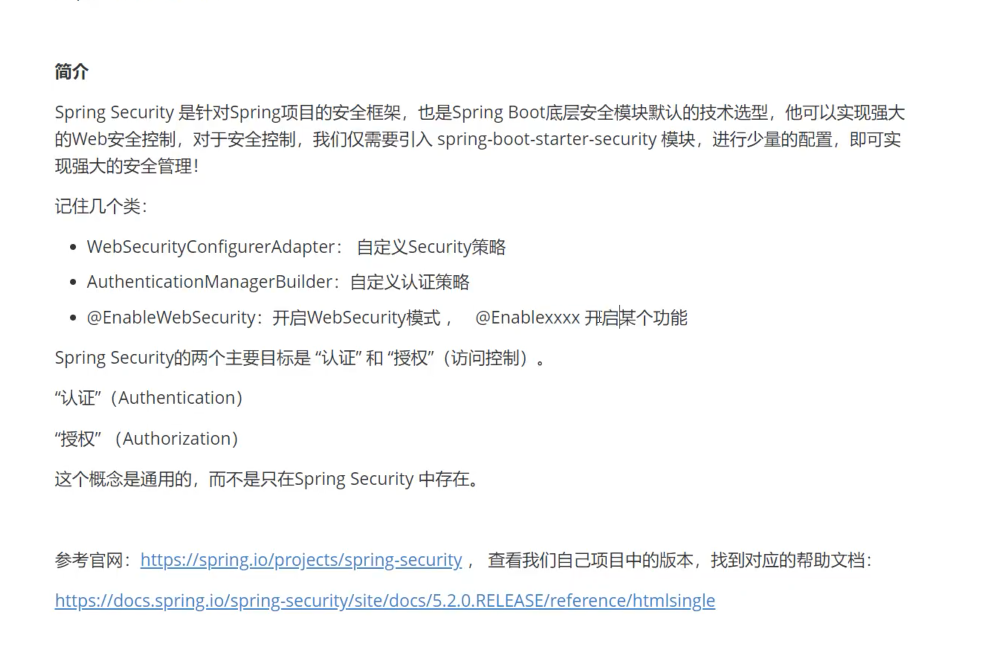 简介
Spring Security 是针对Spring项目的安全框架，也是Spring Boot底层安全模块默认的技术选型，他可以实现强大
的Web安全控制，对于安全控制，我们仅需要引入 spring-boot-starter-security 模块，进行少量的配置，即可实
现强大的安全管理！
记住几个类：
• WebSecurityConfigurerAdapter： 自定义Security策略
• AuthenticationManagerBuilder：自定义认证策略
• @EnableWebSecurity：开启WebSecurity模式 ， @Enablexxxx 开启某个功能
Spring Security的两个主要目标是 “认证” 和 “授权”（访问控制）。
“认证”（Authentication）
“授权” （Authorization）
这个概念是通用的，而不是只在Spring Security 中存在。
参考官网：https://spring.io/projects/spring-security ， 查看我们自己项目中的版本，找到对应的帮助文档：
https://docs.spring.io/spring-security/site/docs/5.2.0.RELEASE/reference/htmlsingle